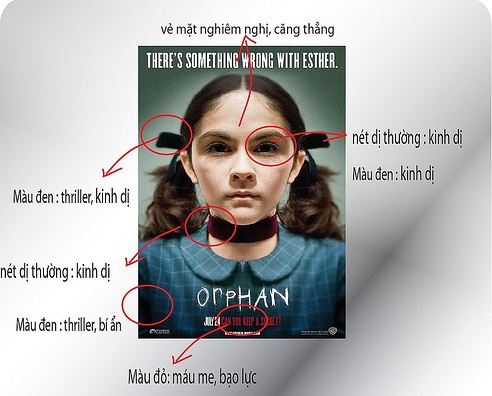 vẻ mặt nghiêm nghị, căng thẳng
THERE'S SOMETHING WRONG WITH ESTHER.
nét dị thường : kinh dị
Màu đen : kinh dị
Màu đen : thriller, kinh dị
nét dị thường : kinh dị
ORPHAN
Màu đen : thriller, bí ẩn
JULY 24 CAN YOU KEEP A SECRET?
Màu đỏ: máu me, bạo lực